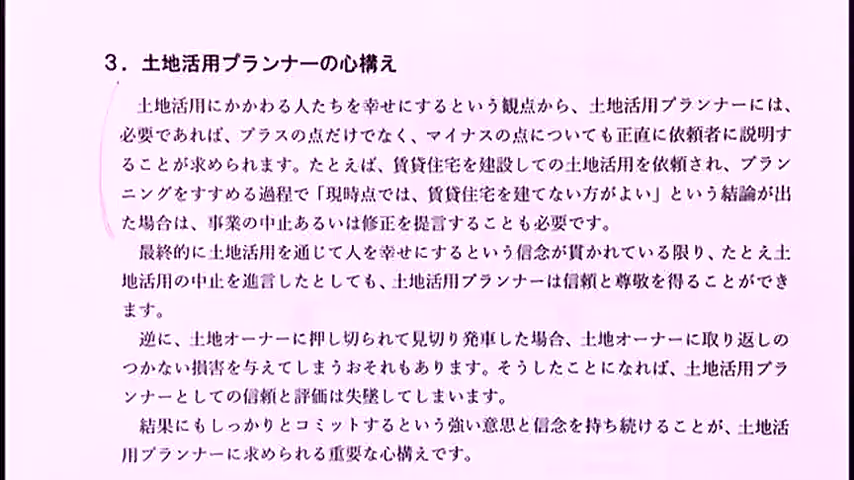 3．土地活用プランナーの心構え
土地活用にかかわる人たちを幸せにするという観点から、土地活用プランナーには、
必要であれば、プラスの点だけでなく、マイナスの点についても正直に依頼者に説明す
ることが求められます。たとえば、賃貸住宅を建設しての土地活用を依頼され、プラン
ニングをすすめる過程で「現時点では、賃貸住宅を建てない方がよい」という結論が出
た場合は、事業の中止あるいは修正を提言することも必要です。
最終的に土地活用を通じて人を幸せにするという信念が貫かれている限り、たとえ土
地活用の中止を進言したとしても、土地活用プランナーは信頼と尊敬を得ることができ
ます。
逆に、土地オーナーに押し切られて見切り発車した場合、土地オーナーに取り返しの
つかない損害を与えてしまうおそれもあります。そうしたことになれば、土地活用プラ
ンナーとしての信頼と評価は失墜してしまいます。
結果にもしっかりとコミットするという強い意思と信念を持ち続けることが、土地活
用プランナーに求められる重要な心構えです。